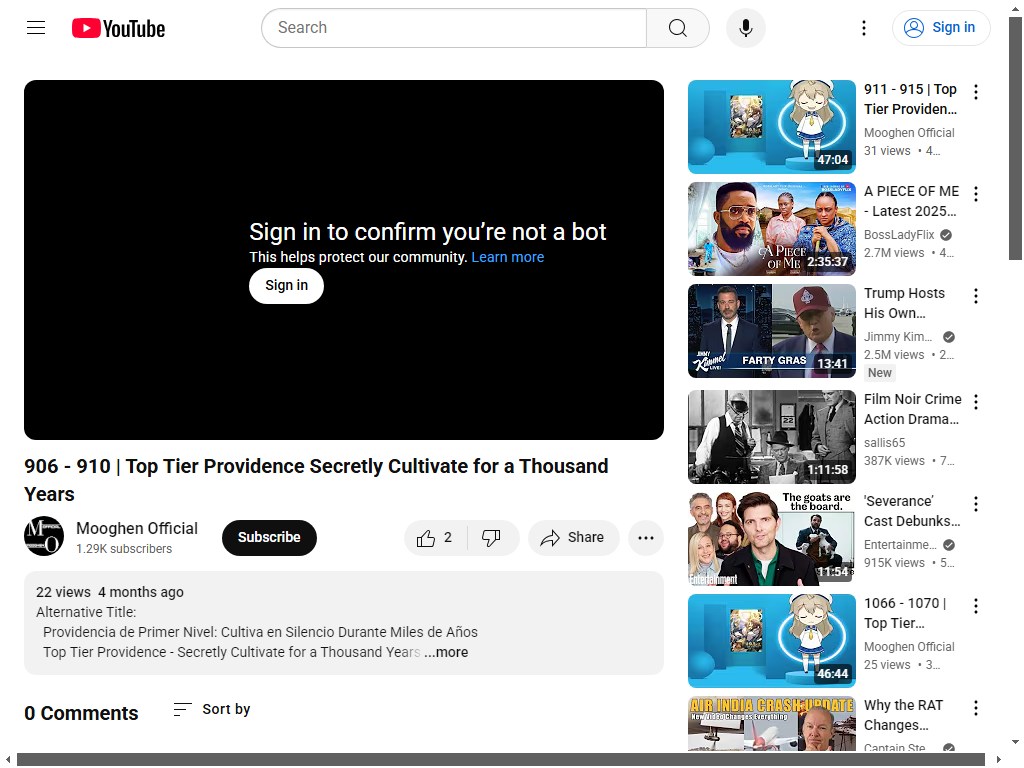 YouTube
Search
Sign in
Sign in to confirm you’re not a bot
This helps protect our community. Learn more
Sign in
906 - 910 | Top Tier Providence Secretly Cultivate for a Thousand
Years
Mooghen Official
1.29K subscribers
Subscribe
2
Share
22 views 4 months ago
Alternative Title:
Providencia de Primer Nivel: Cultiva en Silencio Durante Miles de Años
Top Tier Providence - Secretly Cultivate for a Thousand Years ...more
0 Comments
Sort by
47:04
911 - 915 | Top
Tier Providen...
Mooghen Official
31 views • 4...
A PIECE
OF ME
2:35:37
A PIECE OF ME
- Latest 2025...
BossLadyFlix
2.7M views • 4...
JIMMY
Kimmel
LIVE!
FARTY GRAS
13:41
Trump Hosts
His Own...
Jimmy Kim...
2.5M views • 2...
New
22
1:11:58
Film Noir Crime
Action Drama...
sallis65
387K views • 7...
The goats are
the board.
Entertainment
11:54
'Severance’
Cast Debunks...
Entertainme...
915K views • 5...
46:44
1066 - 1070 |
Top Tier
Mooghen Official
25 views • 3...
AIR INDIA CRASH UPDATE
New Video Changes Everything
Why the RAT
Changes...
Captain Ste...